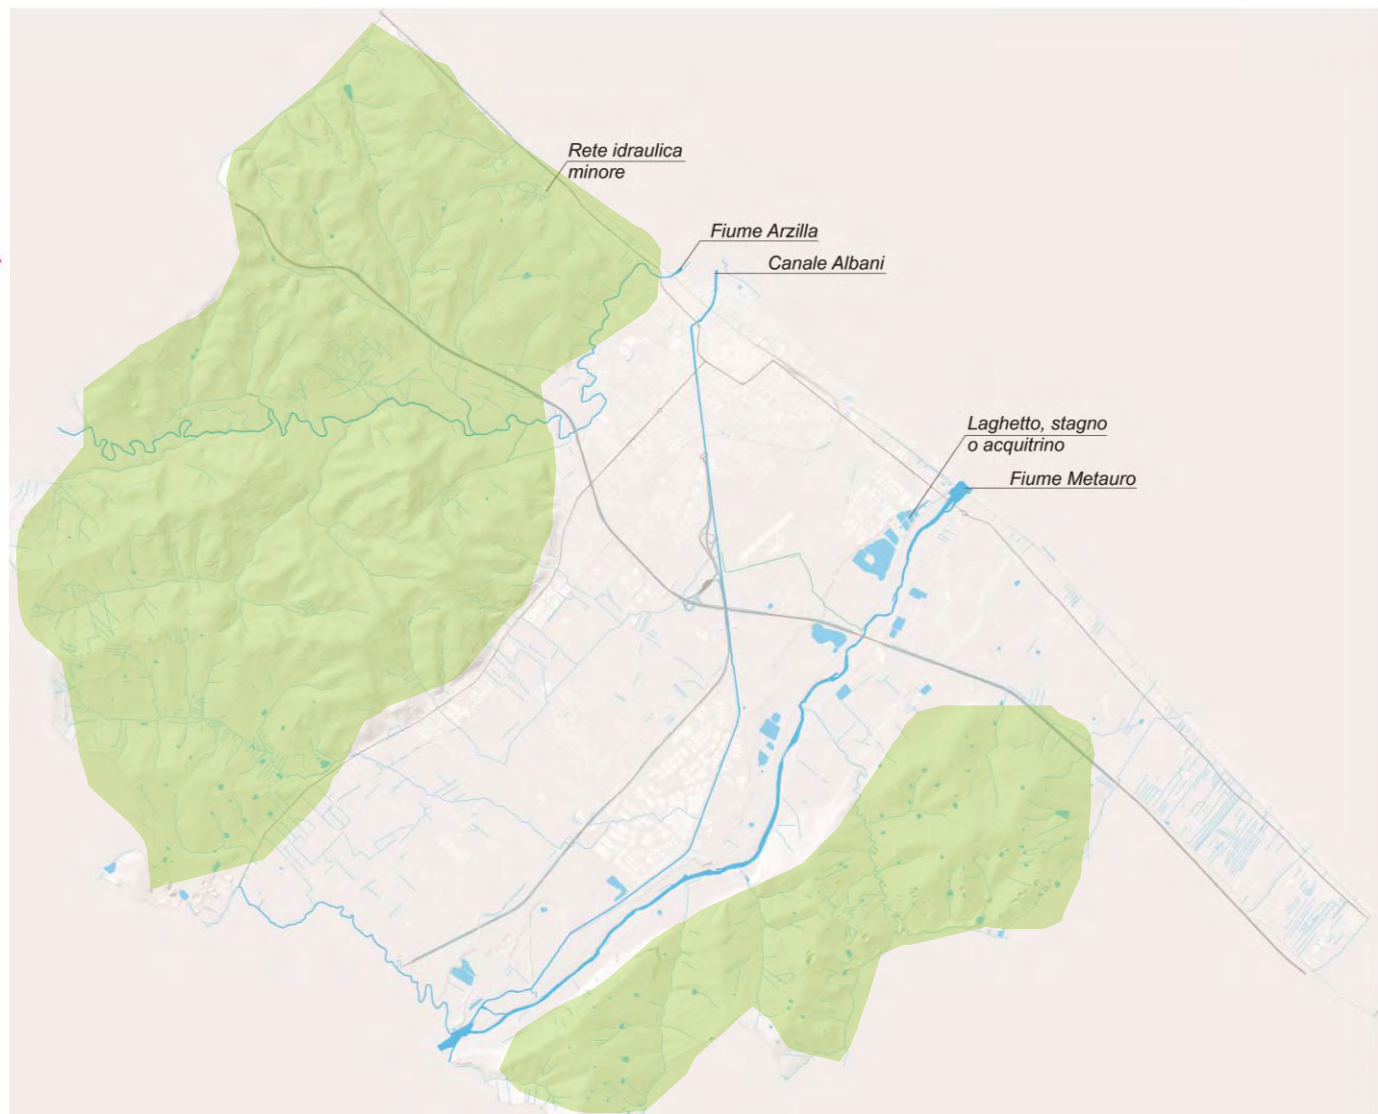 Rete idraulica
minore
Fiume Arzilla
Canale Albani
Laghetto, stagno
o acquitrino
Fiume Metauro